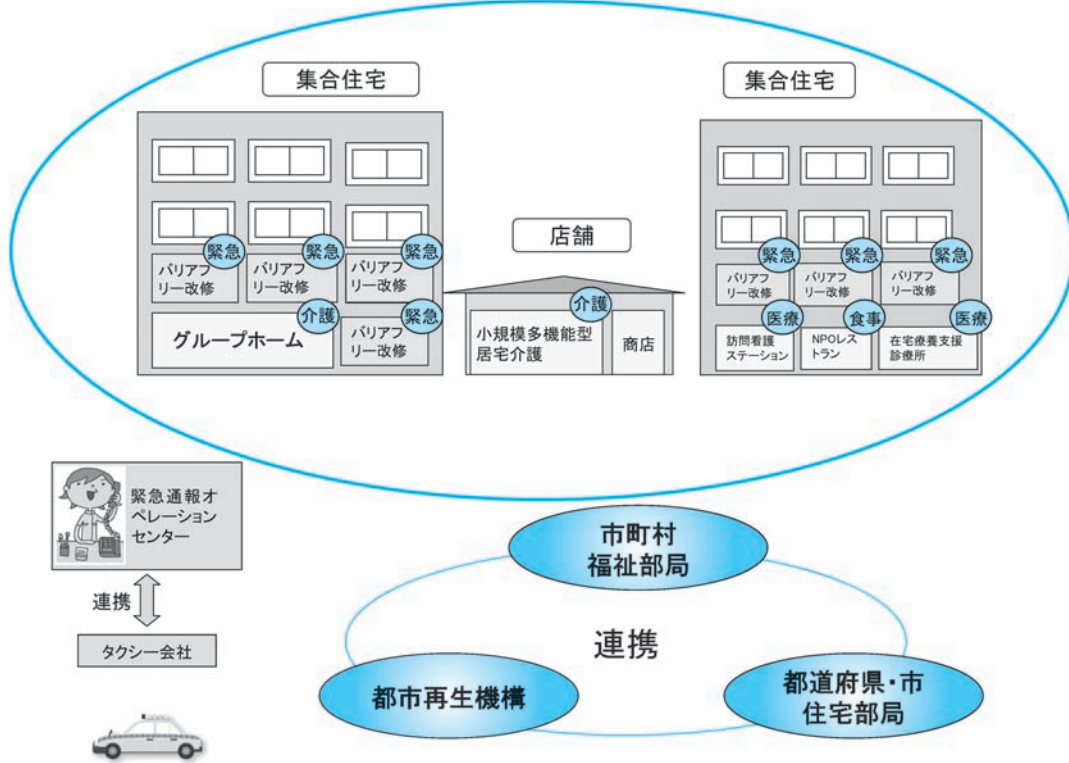 集合住宅
集合住宅
店舗
緊急
緊急
緊急
バリアフ
リー改修
バリアフ
リー改修
バリアフ
リー改修
介護
緊急
グループホーム
バリアフ
リー改修
介護
小規模多機能型
居宅介護
商店
緊急
緊急
緊急
バリアフ
リー改修
バリアフ
リー改修
バリアフ
リー改修
医療
食事
医療
訪問看護
ステーション
NPOレス
トラン
在宅療養支援
診療所
緊急通報オ
ペレーション
センター
連携
タクシー会社
市町村
福祉部局
連携
都市再生機構
都道府県・市
住宅部局